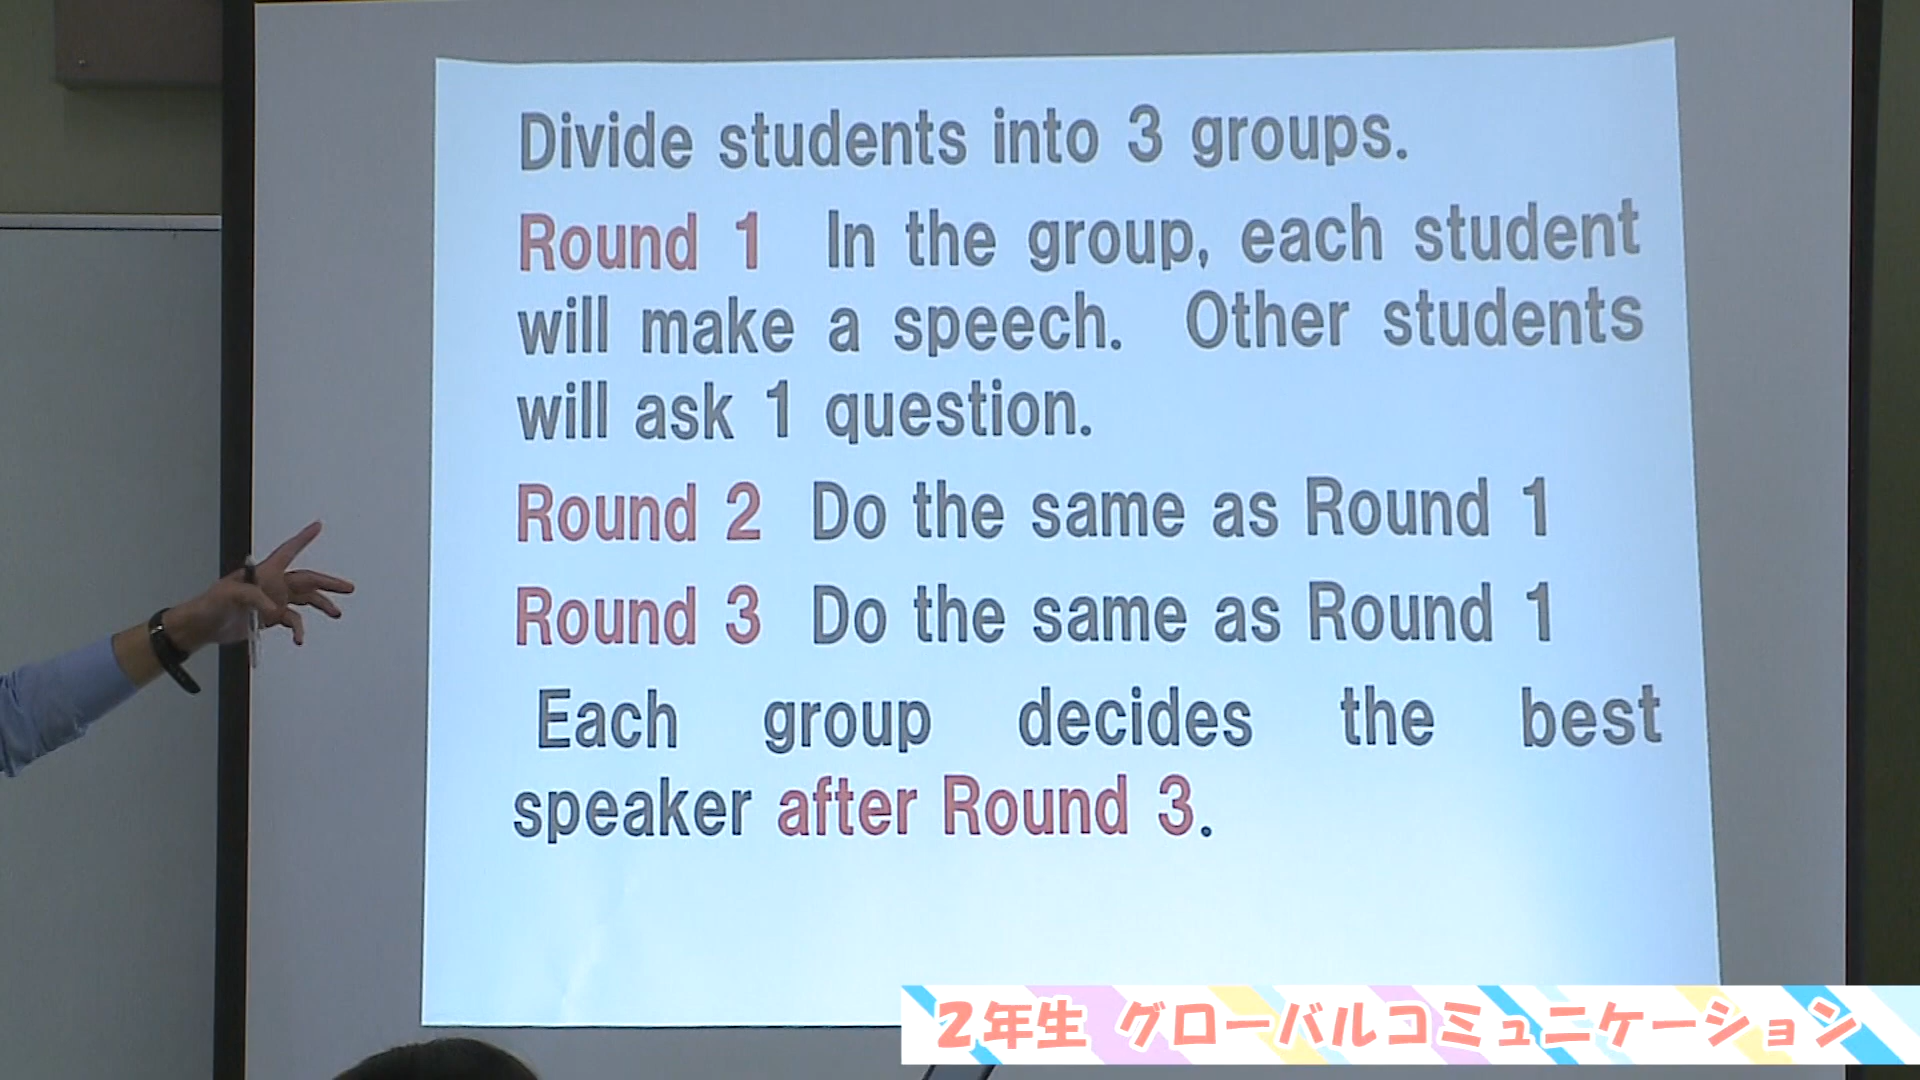 Divide students into 3 groups.
Round 1 In the group, each student
will make a speech. Other students
will ask 1 question.
Round 2 Do the same as Round 1
Round 3 Do the same as Round 1
Each group decides the best
speaker after Round 3.
2年生 グローバルコミュニケーション